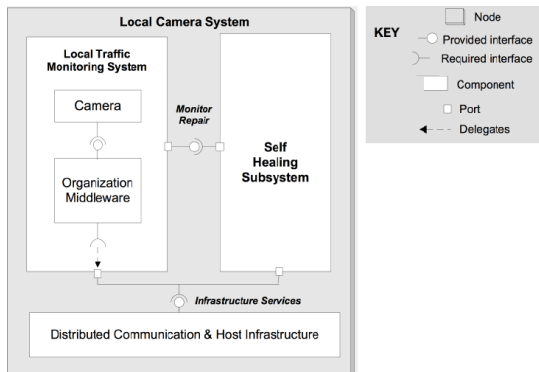 Local Camera System
Local Traffic
Monitoring System
Camera
Organization
Middleware
Monitor
Repair
Self
Healing
Subsystem
Infrastructure Services
Distributed Communication & Host Infrastructure
KEY
Node
Provided interface
Required interface
Component
Port
Delegates